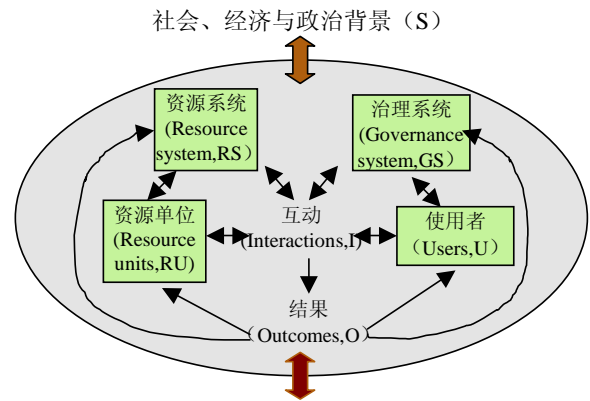 社会、经济与政治背景（S）
资源系统
(Resource
system,RS）
治理系统
(Governance
system,GS）
资源单位
(Resource
units,RU)
互动
(Interactions,I)
使用者
（Users,U）
结果
(Outcomes,O）